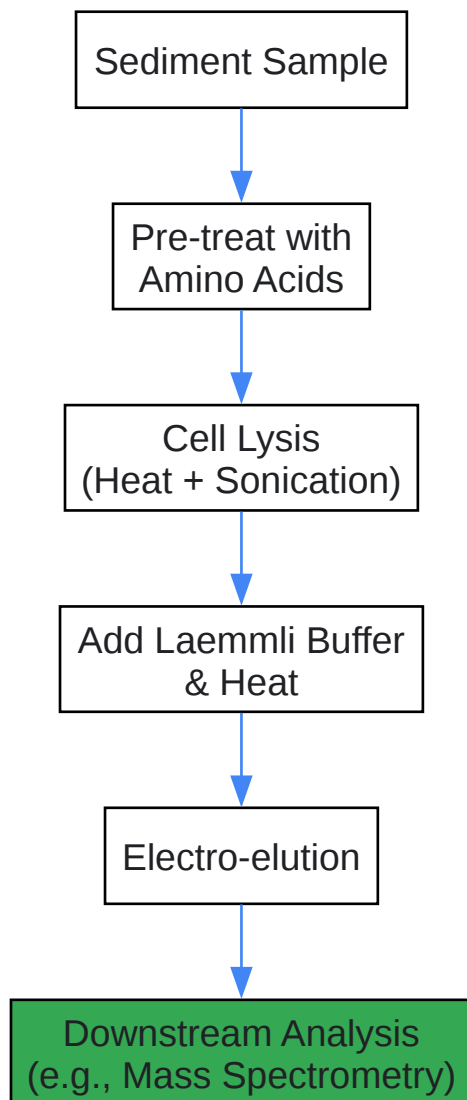 Sediment Sample
Pre-treat with
Amino Acids
Cell Lysis
(Heat + Sonication)
Add Laemmli Buffer
& Heat
Electro-elution
Downstream Analysis
(e.g., Mass Spectrometry)